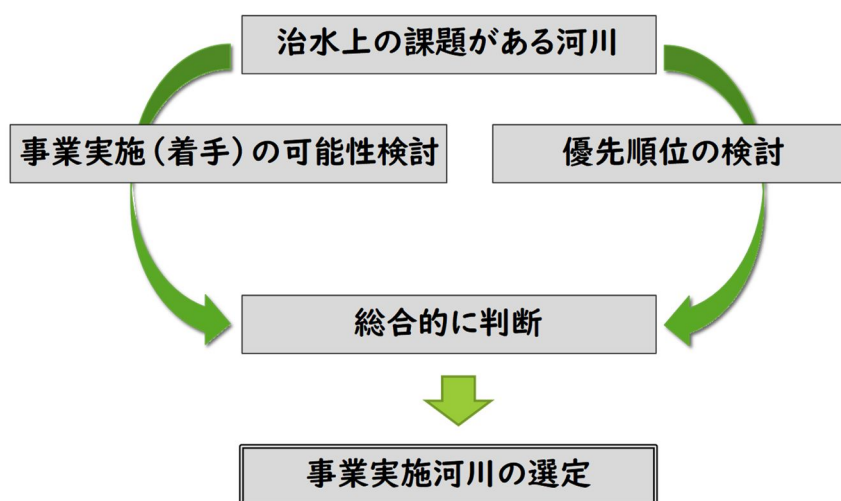 治水上の課題がある河川
事業実施（着手）の可能性検討
優先順位の検討
総合的に判断
事業実施河川の選定